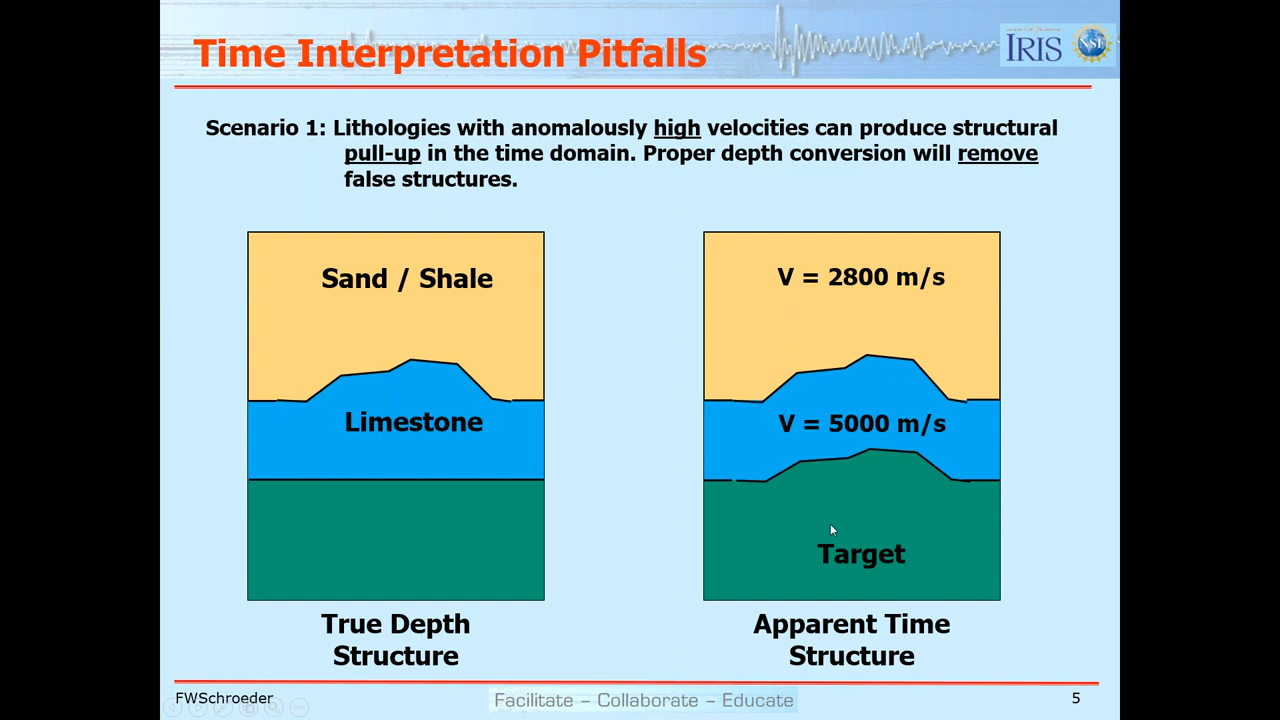 Time Interpretation Pitfalls
IRIS
NSF
Scenario 1: Lithologies with anomalously high velocities can produce structural
pull-up in the time domain. Proper depth conversion will remove
false structures.
Sand / Shale
Limestone
True Depth
Structure
V = 2800 m/s
V = 5000 m/s
Target
Apparent Time
Structure
FWSchroeder
Facilitate – Collaborate – Educate
5